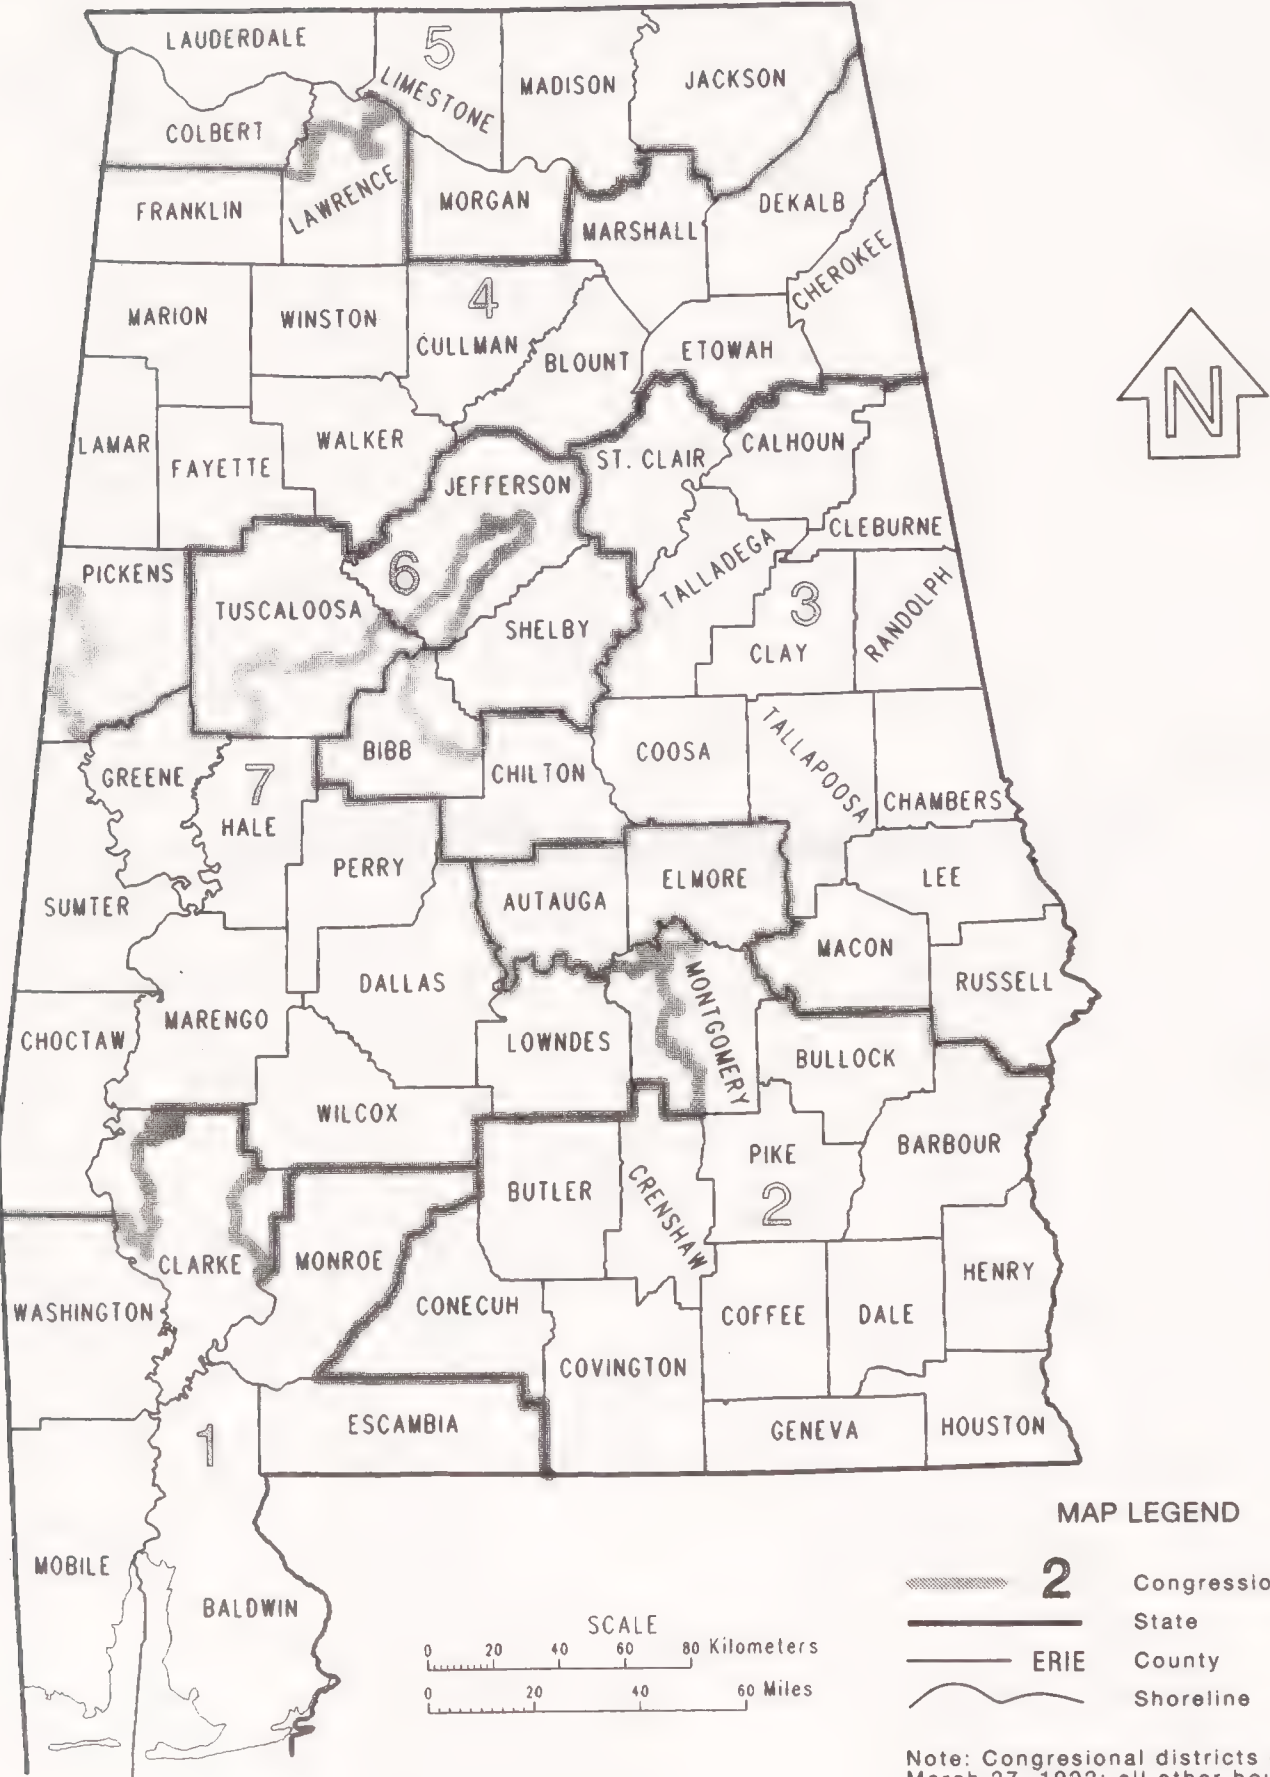 LAUDERDALE
5
LIMESTONE
MADISON
JACKSON
COLBERT
LAWRENCE
FRANKLIN
MORGAN
DEKALB
MARSHALL
CHEROKEE
MARION
WINSTON
4
CULLMAN
BLOUNT
ETOWAH
N
LAMAR
FAYETTE
WALKER
JEFFERSON
ST. CLAIR
CALHOUN
CLEBURNE
PICKENS
TUSCALOOSA
6
SHELBY
TALLADEGA
3
CLAY
RANDOLPH
GREENE
7
HALE
BIBB
CHILTON
COOSA
TALLAPOOSA
CHAMBERS
SUMTER
PERRY
AUTAUGA
ELMORE
LEE
MACON
RUSSELL
CHOCTAW
MARENGO
DALLAS
LOWNDES
MONTGOMERY
BULLOCK
WILCOX
BUTLER
CRENSHAW
PIKE
2
BARBOUR
CLARKE
MONROE
CONECUH
HENRY
WASHINGTON
COVINGTON
COFFEE
DALE
1
ESCAMBIA
GENEVA
HOUSTON
MOBILE
BALDWIN
SCALE
0 20 40 60 80 Kilometers
0 20 40 60 Miles
MAP LEGEND
2 Congressio
State
ERIE County
Shoreline
Note: Congresional districts